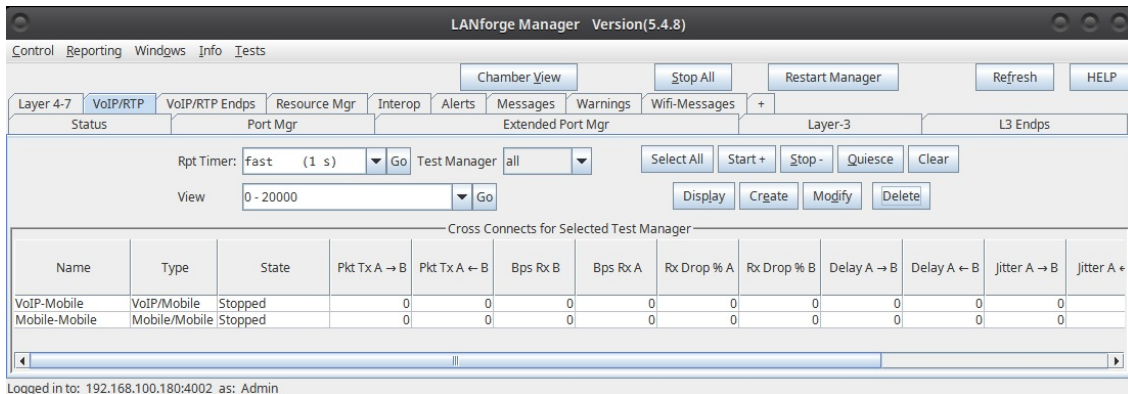 LANforge Manager Version(5.4.8)
Control Reporting Windows Info Tests
Chamber View Stop All Restart Manager Refresh HELP
Layer 4-7 VoIP/RTP VoIP/RTP Endps Resource Mgr Interop Alerts Messages Warnings Wifi-Messages +
Status Port Mgr Extended Port Mgr Layer-3 L3 Endps
Rpt Timer: fast (1 s) Go Test Manager all Select All Start + Stop - Quiesce Clear
View 0 - 20000 Go Display Create Modify Delete
Cross Connects for Selected Test Manager
Name Type State Pkt Tx A → B Pkt Tx A ← B Bps Rx B Bps Rx A Rx Drop % A Rx Drop % B Delay A → B Delay A ← B Jitter A → B Jitter A ←
VoIP-Mobile VoIP/Mobile Stopped 0 0 0 0 0 0 0 0 0
Mobile-Mobile Mobile/Mobile Stopped 0 0 0 0 0 0 0 0 0
Logged in to: 192.168.100.180:4002 as: Admin